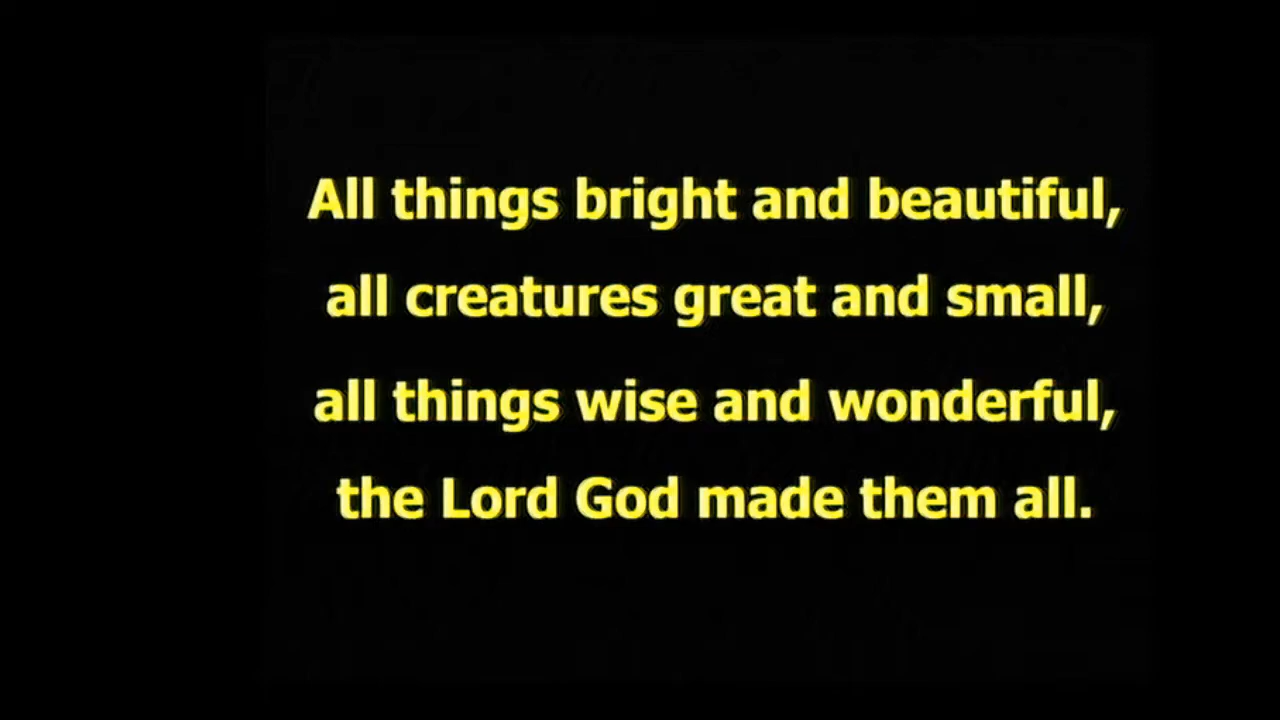 All things bright and beautiful,
all creatures great and small,
all things wise and wonderful,
the Lord God made them all.